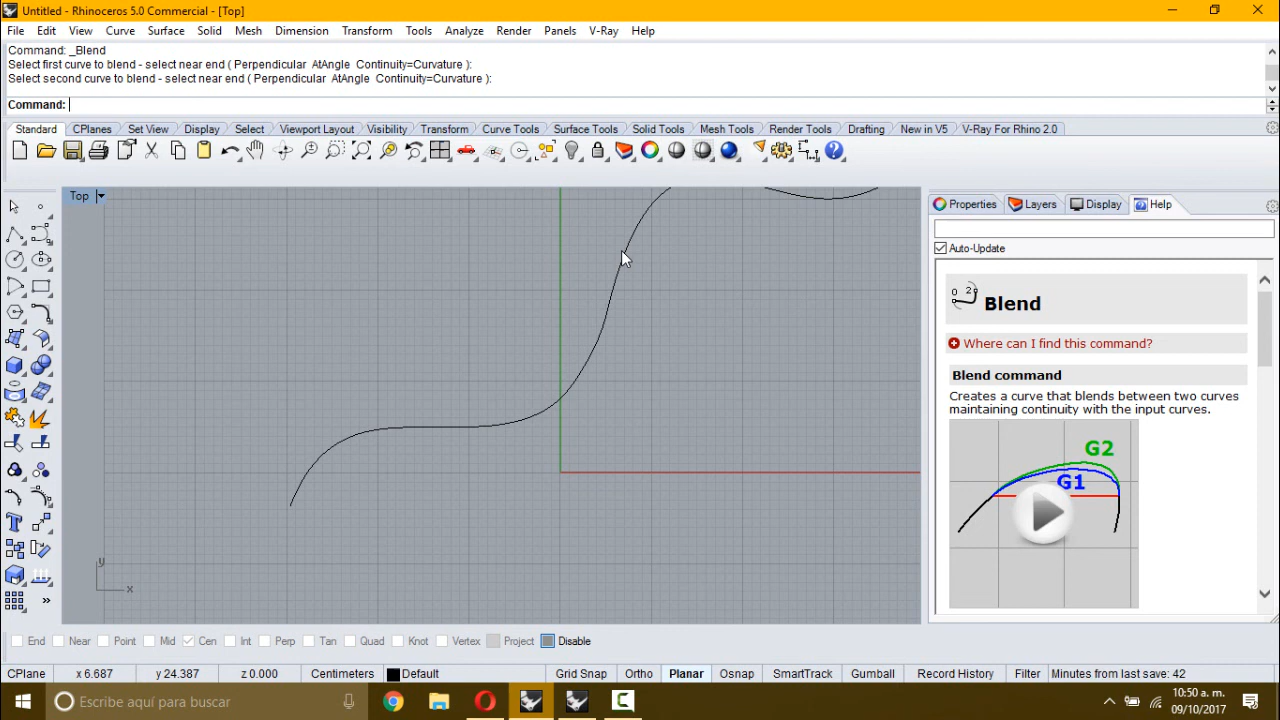 Untitled - Rhinoceros 5.0 Commercial - [Top]
File Edit View Curve Surface Solid Mesh Dimension Transform Tools Analyze Render Panels V-Ray Help
Command: _Blend
Select first curve to blend - select near end ( Perpendicular AtAngle Continuity=Curvature ):
Select second curve to blend - select near end ( Perpendicular AtAngle Continuity=Curvature ):
Command:
Standard CPlanes Set View Display Select Viewport Layout Visibility Transform Curve Tools Surface Tools Solid Tools Mesh Tools Render Tools Drafting New in V5 V-Ray For Rhino 2.0
Top
Properties Layers Display Help
Auto-Update
0 2
Blend
Where can I find this command?
Blend command
Creates a curve that blends between two curves
maintaining continuity with the input curves.
G2
G1
y
x
End Near Point Mid Cen Int Perp Tan Quad Knot Vertex Project Disable
CPlane x 6.687 y 24.387 z 0.000 Centimeters Default Grid Snap Ortho Planar Osnap SmartTrack Gumball Record History Filter Minutes from last save: 42
Escribe aquí para buscar
10:50 a. m.
09/10/2017